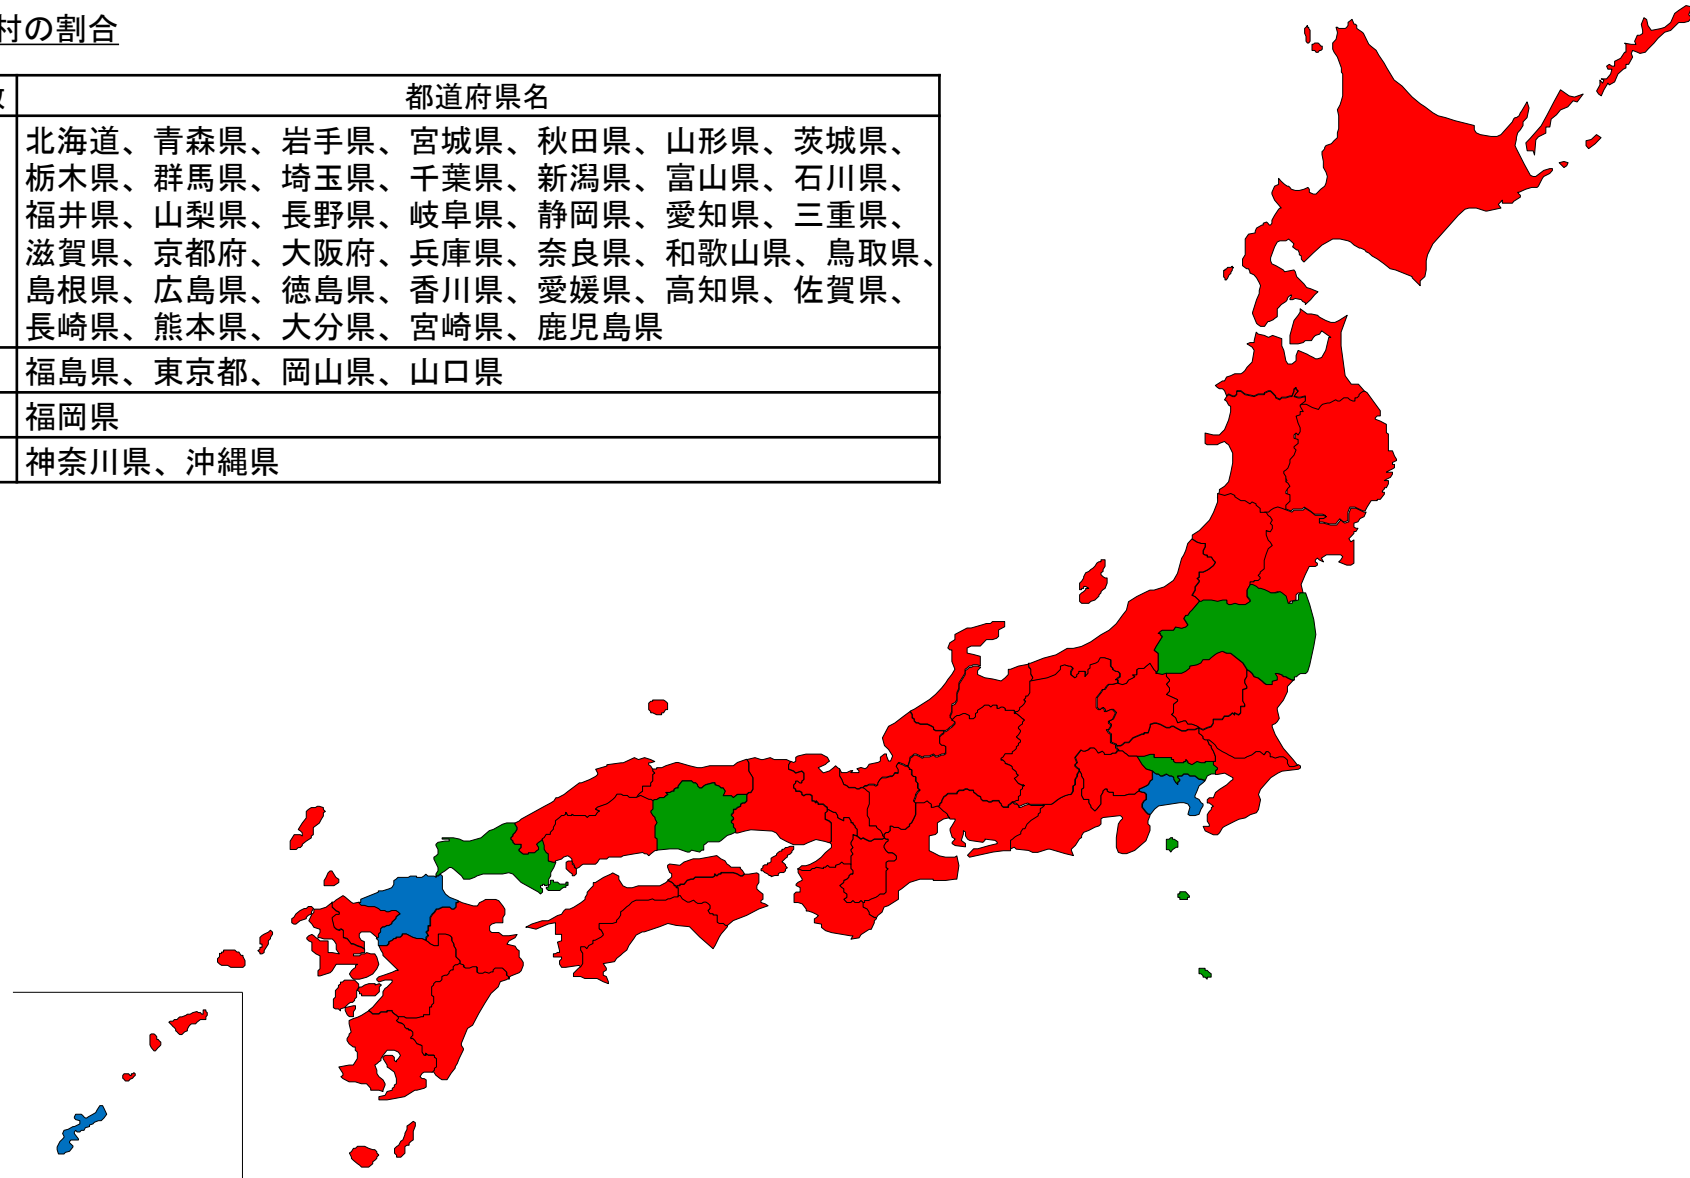 村の割合
数
都道府県名
北海道、青森県、岩手県、宮城県、秋田県、山形県、茨城県、
栃木県、群馬県、埼玉県、千葉県、新潟県、富山県、石川県、
福井県、山梨県、長野県、岐阜県、静岡県、愛知県、三重県、
滋賀県、京都府、大阪府、兵庫県、奈良県、和歌山県、鳥取県、
島根県、広島県、徳島県、香川県、愛媛県、高知県、佐賀県、
長崎県、熊本県、大分県、宮崎県、鹿児島県
福島県、東京都、岡山県、山口県
福岡県
神奈川県、沖縄県